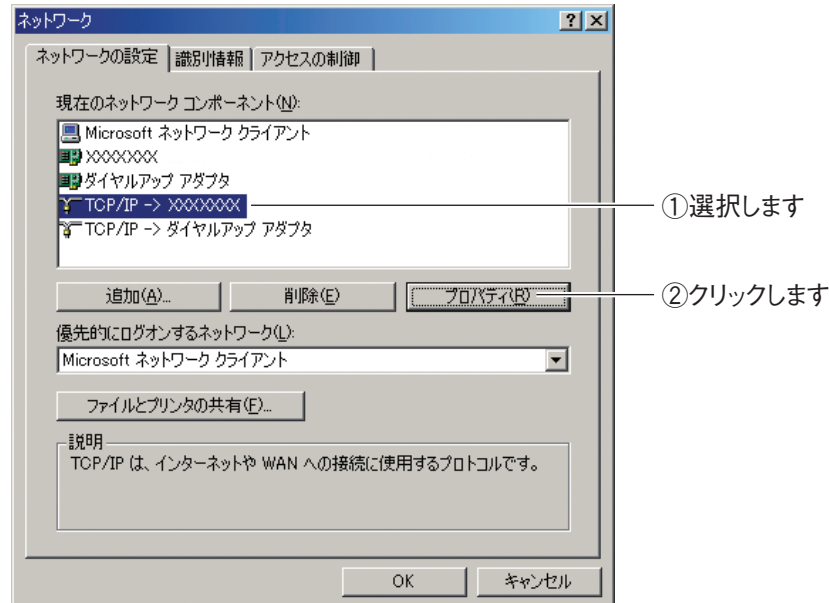 ネットワーク
ネットワークの設定 識別情報 アクセスの制御
現在のネットワーク コンポーネント(N):
Microsoft ネットワーク クライアント
XXXXXXX
ダイヤルアップ アダプタ
TCP/IP -> XXXXXXX
①選択します
TCP/IP -> ダイヤルアップ アダプタ
追加(A)... 削除(E) プロパティ(R)
②クリックします
優先的にログオンするネットワーク(L):
Microsoft ネットワーク クライアント
ファイルとプリンタの共有(F)...
説明
TCP/IP は、インターネットや WAN への接続に使用するプロトコルです。
OK キャンセル